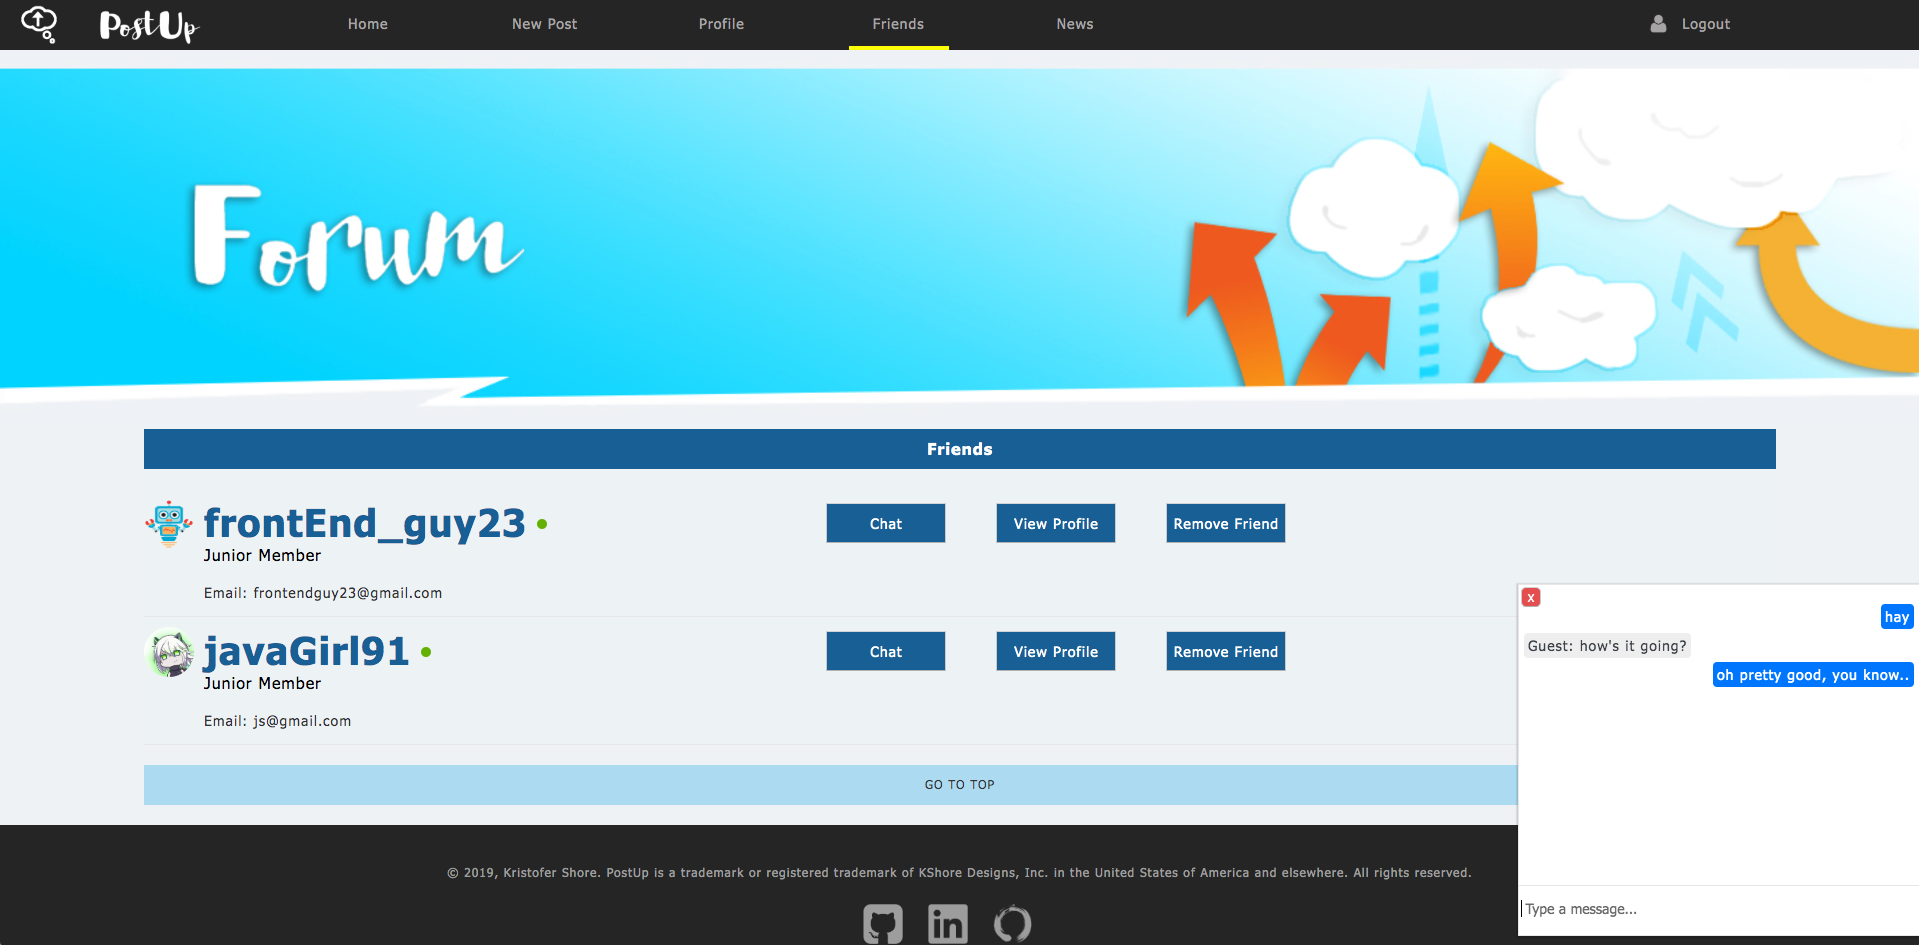 PostUp
Home
New Post
Profile
Friends
News
Logout
Forum
Friends
frontEnd_guy23
Junior Member
Email: frontendguy23@gmail.com
Chat
View Profile
Remove Friend
javaGirl91
Junior Member
Email: js@gmail.com
Chat
View Profile
Remove Friend
GO TO TOP
x
hay
Guest: how's it going?
oh pretty good, you know..
Type a message...
© 2019, Kristofer Shore. PostUp is a trademark or registered trademark of KShore Designs, Inc. in the United States of America and elsewhere. All rights reserved.
in